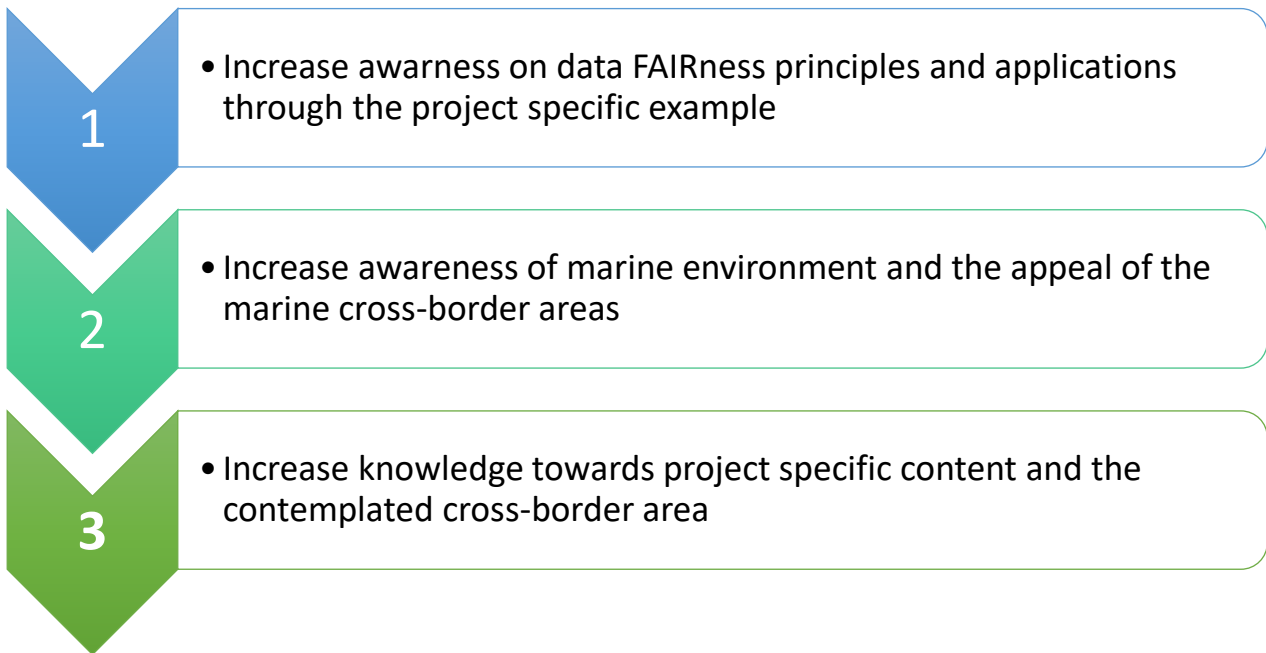 1
• Increase awarness on data FAIRness principles and applications
through the project specific example
2
• Increase awareness of marine environment and the appeal of the
marine cross-border areas
3
• Increase knowledge towards project specific content and the
contemplated cross-border area